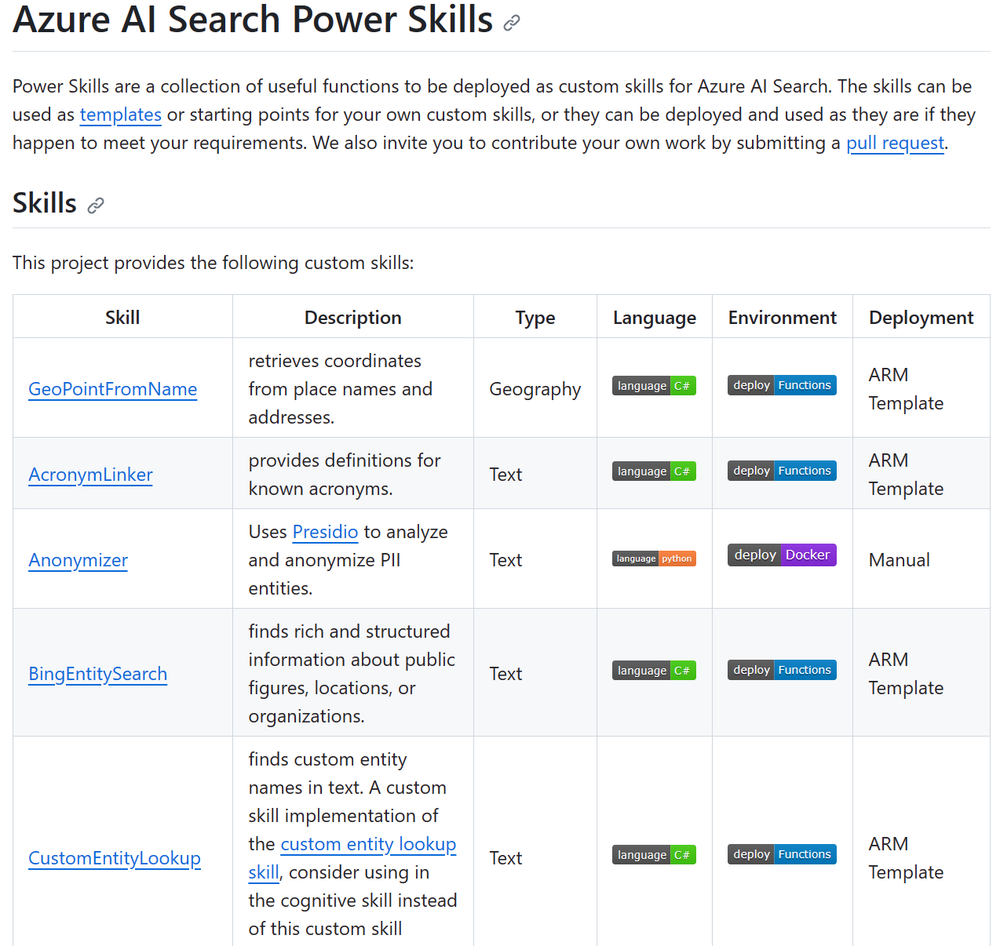 Azure AI Search Power Skills
Power Skills are a collection of useful functions to be deployed as custom skills for Azure AI Search. The skills can be
used as templates or starting points for your own custom skills, or they can be deployed and used as they are if they
happen to meet your requirements. We also invite you to contribute your own work by submitting a pull request.
Skills
This project provides the following custom skills:
Skill Description Type Language Environment Deployment
GeoPointFromName
retrieves coordinates
from place names and
addresses.
Geography
language C#
deploy Functions
ARM
Template
AcronymLinker
provides definitions for
known acronyms.
Text
language C#
deploy Functions
ARM
Template
Anonymizer
Uses Presidio to analyze
and anonymize PII
entities.
Text
language python
deploy Docker
Manual
BingEntitySearch
finds rich and structured
information about public
figures, locations, or
organizations.
Text
language C#
deploy Functions
ARM
Template
CustomEntityLookup
finds custom entity
names in text. A custom
skill implementation of
the custom entity lookup
skill, consider using in
the cognitive skill instead
of this custom skill
Text
language C#
deploy Functions
ARM
Template